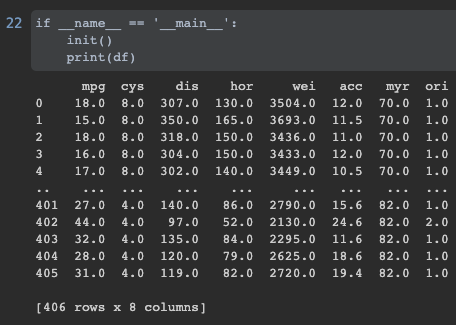 22 if __name__ == '__main__':
init()
print(df)
mpg cys dis hor wei acc myr ori
0 18.0 8.0 307.0 130.0 3504.0 12.0 70.0 1.0
1 15.0 8.0 350.0 165.0 3693.0 11.5 70.0 1.0
2 18.0 8.0 318.0 150.0 3436.0 11.0 70.0 1.0
3 16.0 8.0 304.0 150.0 3433.0 12.0 70.0 1.0
4 17.0 8.0 302.0 140.0 3449.0 10.5 70.0 1.0
.. ... ... ... ... ... ... ... ...
401 27.0 4.0 140.0 86.0 2790.0 15.6 82.0 1.0
402 44.0 4.0 97.0 52.0 2130.0 24.6 82.0 2.0
403 32.0 4.0 135.0 84.0 2295.0 11.6 82.0 1.0
404 28.0 4.0 120.0 79.0 2625.0 18.6 82.0 1.0
405 31.0 4.0 119.0 82.0 2720.0 19.4 82.0 1.0
[406 rows x 8 columns]